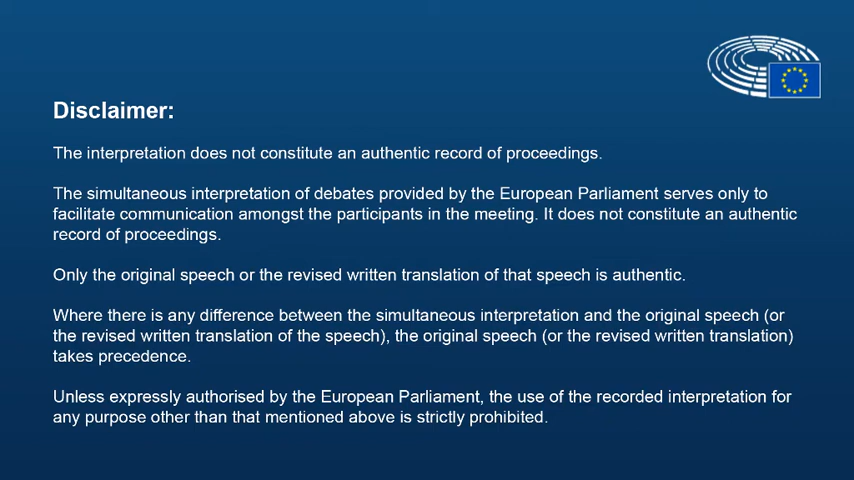 Disclaimer:
The interpretation does not constitute an authentic record of proceedings.
The simultaneous interpretation of debates provided by the European Parliament serves only to
facilitate communication amongst the participants in the meeting. It does not constitute an authentic
record of proceedings.
Only the original speech or the revised written translation of that speech is authentic.
Where there is any difference between the simultaneous interpretation and the original speech (or
the revised written translation of the speech), the original speech (or the revised written translation)
takes precedence.
Unless expressly authorised by the European Parliament, the use of the recorded interpretation for
any purpose other than that mentioned above is strictly prohibited.